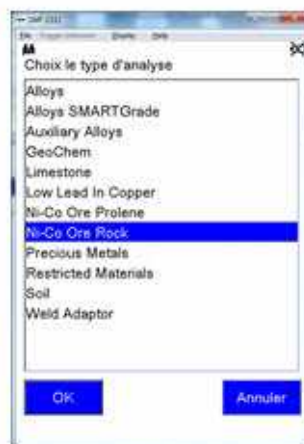 Choix le type d'analyse
Alloys
Alloys SMARTGrade
Auxiliary Alloys
GeoChem
Limestone
Low Lead In Copper
Ni-Co Ore Prolene
Ni-Co Ore Rock
Precious Metals
Restricted Materials
Soil
Weld Adaptor
OK
Annuler